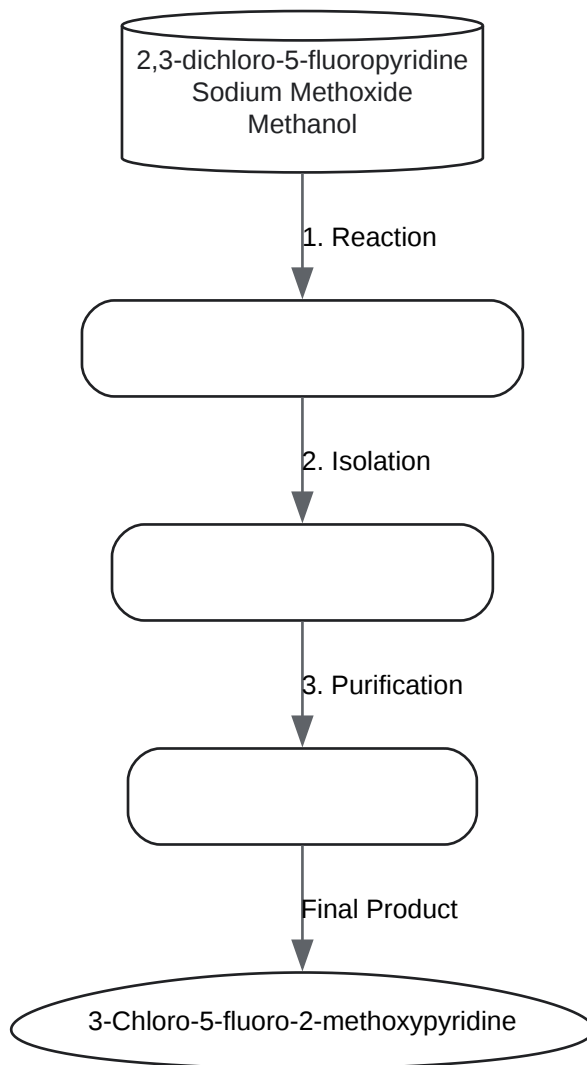 2,3-dichloro-5-fluoropyridine
Sodium Methoxide
Methanol
1. Reaction
2. Isolation
3. Purification
Final Product
3-Chloro-5-fluoro-2-methoxypyridine